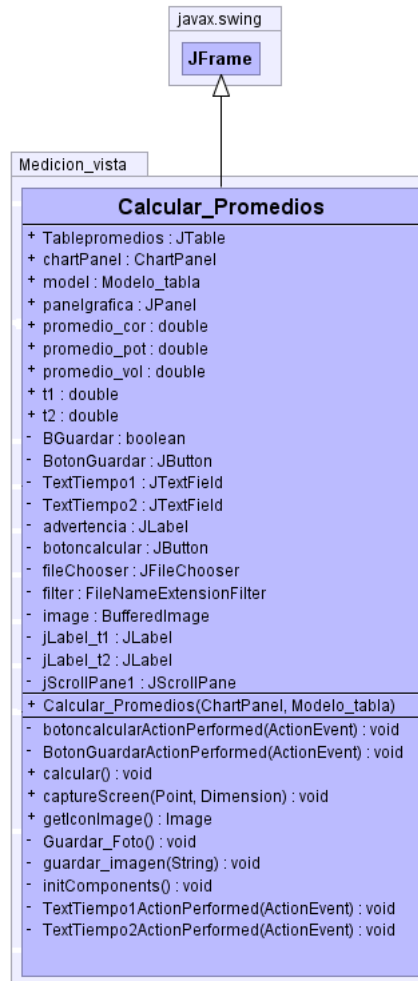 javax.swing
JFrame
Medicion_vista
Calcular_Promedios
+ Tablepromedios : JTable
+ chartPanel : ChartPanel
+ model : Modelo_tabla
+ panelgrafica : JPanel
+ promedio_cor : double
+ promedio_pot : double
+ promedio_vol : double
+ t1 : double
+ t2 : double
- BGuardar : boolean
- BotonGuardar : JButton
- TextTiempo1 : JTextField
- TextTiempo2 : JTextField
- advertencia : JLabel
- botoncalcular : JButton
- fileChooser : JFileChooser
- filter : FileNameExtensionFilter
- image : BufferedImage
- jLabel_t1 : JLabel
- jLabel_t2 : JLabel
- jScrollPane1 : JScrollPane
+ Calcular_Promedios(ChartPanel, Modelo_tabla)
- botoncalcularActionPerformed(ActionEvent) : void
- BotonGuardarActionPerformed(ActionEvent) : void
+ calcular() : void
+ captureScreen(Point, Dimension) : void
+ getIconImage() : Image
- Guardar_Foto() : void
- guardar_imagen(String) : void
- initComponents() : void
- TextTiempo1ActionPerformed(ActionEvent) : void
- TextTiempo2ActionPerformed(ActionEvent) : void